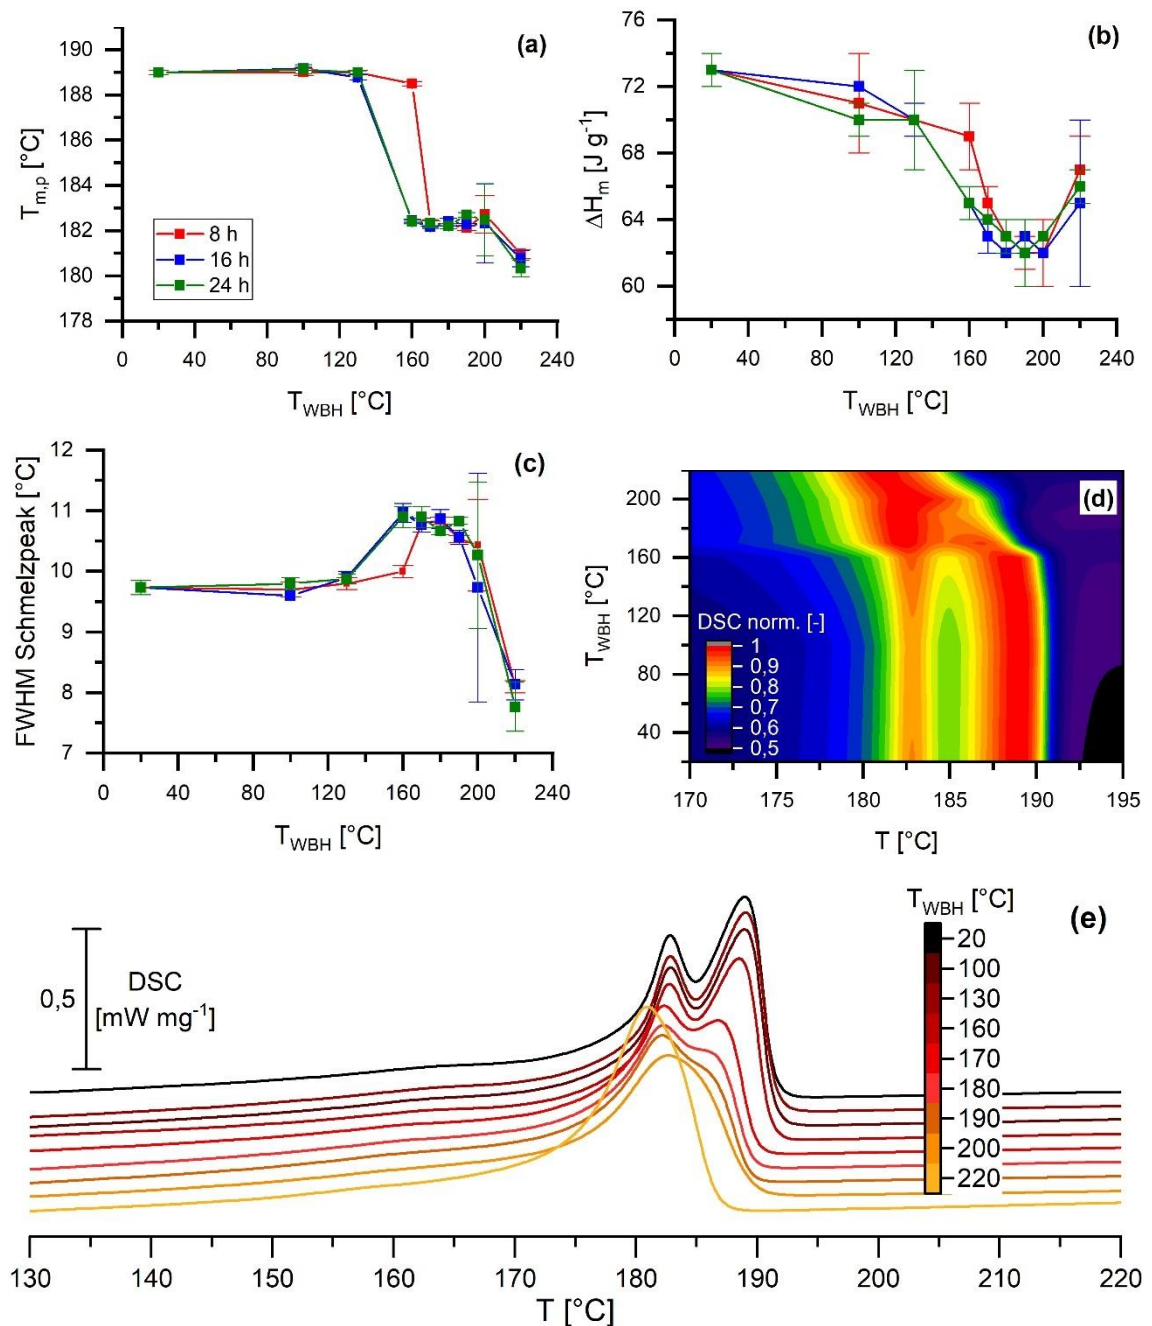 (a)
T_m,p [°C]
190
188
186
184
182
180
178
8 h
16 h
24 h
0 40 80 120 160 200 240
T_WBH [°C]
(b)
ΔH_m [J g⁻¹]
76
72
68
64
60
0 40 80 120 160 200 240
T_WBH [°C]
(c)
FWHM Schmelzpeak [°C]
12
11
10
9
8
7
0 40 80 120 160 200 240
T_WBH [°C]
(d)
T_WBH [°C]
200
160
120
80
40
DSC norm. [-]
1
0,9
0,8
0,7
0,6
0,5
170 175 180 185 190 195
T [°C]
(e)
0,5
DSC
[mW mg⁻¹]
T_WBH [°C]
20
100
130
160
170
180
190
200
220
130 140 150 160 170 180 190 200 210 220
T [°C]